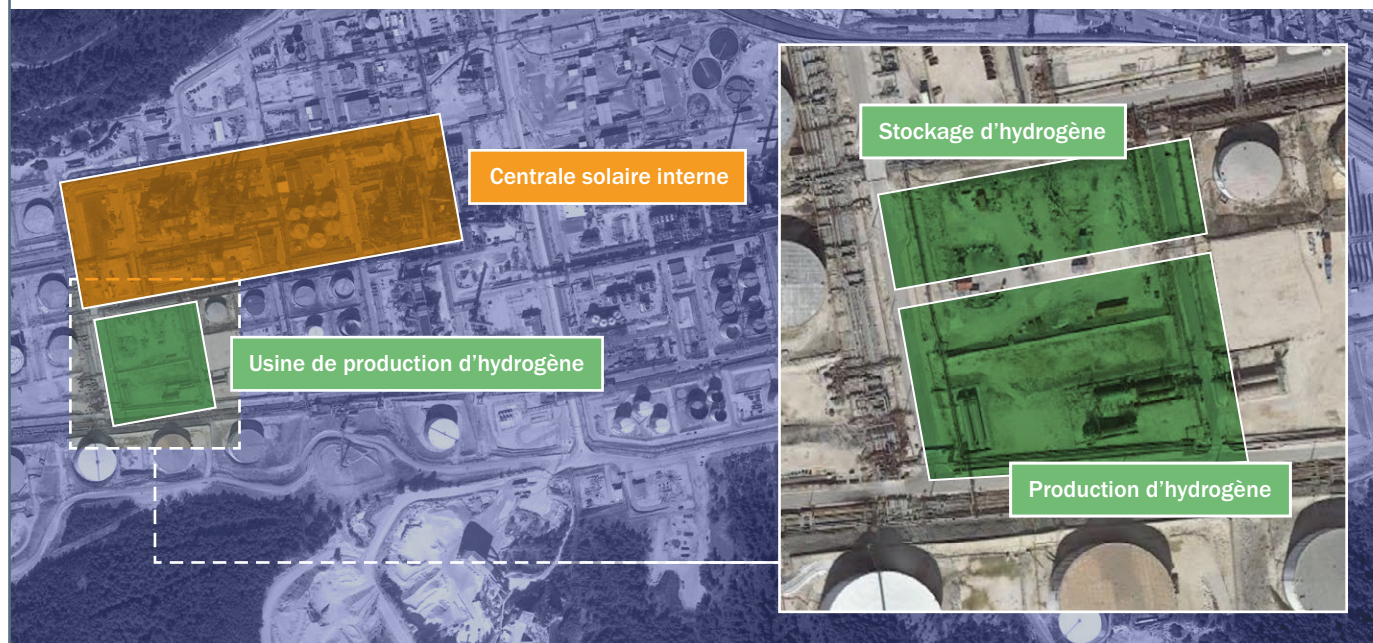 Stockage d’hydrogène
Centrale solaire interne
Usine de production d’hydrogène
Production d’hydrogène